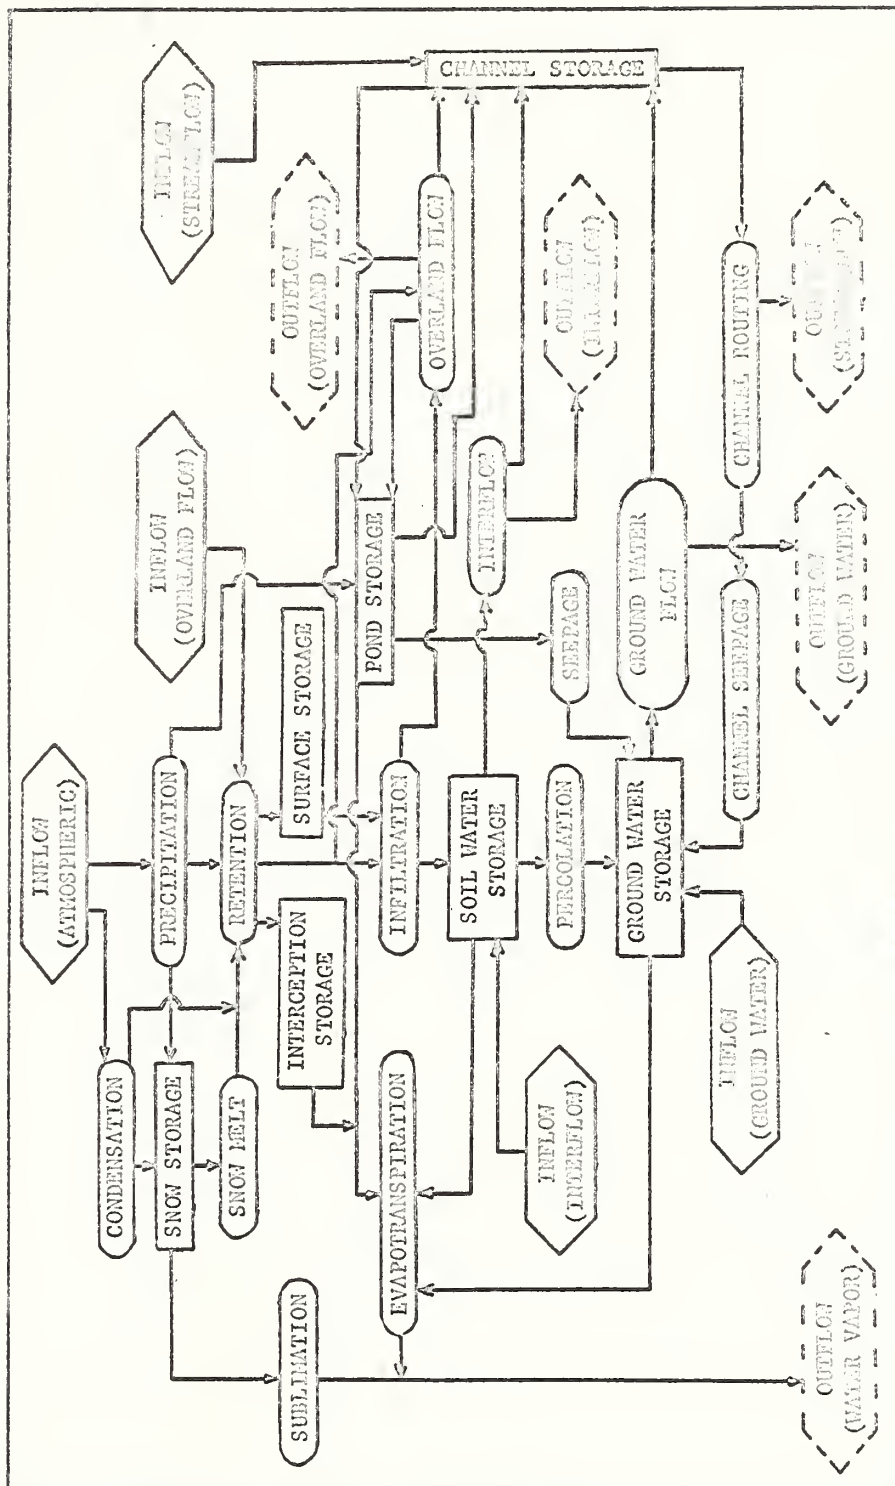 INFLOW
(ATMOSPHERIC)
CONDENSATION
PRECIPITATION
INFLOW
(OVERLAND FLOW)
INFLOW
(STREAMFLOW)
SNOW STORAGE
SNOW MELT
RETENTION
SUBLIMATION
INTERCEPTION
STORAGE
SURFACE STORAGE
OUTFLOW
(OVERLAND FLOW)
EVAPOTRANSPIRATION
INFILTRATION
POND STORAGE
OVERLAND FLOW
CHANNEL STORAGE
SOIL WATER
STORAGE
INTERFLOW
INFLOW
(INTERFLOW)
PERCOLATION
SEEPAGE
OUTFLOW
(INTERFLOW)
GROUND WATER
STORAGE
GROUND WATER
FLOW
INFLOW
(GROUND WATER)
CHANNEL SEEPAGE
CHANNAL ROUTING
OUTFLOW
(WATER VAPOR)
OUTFLOW
(GROUND WATER)
OUTFLOW